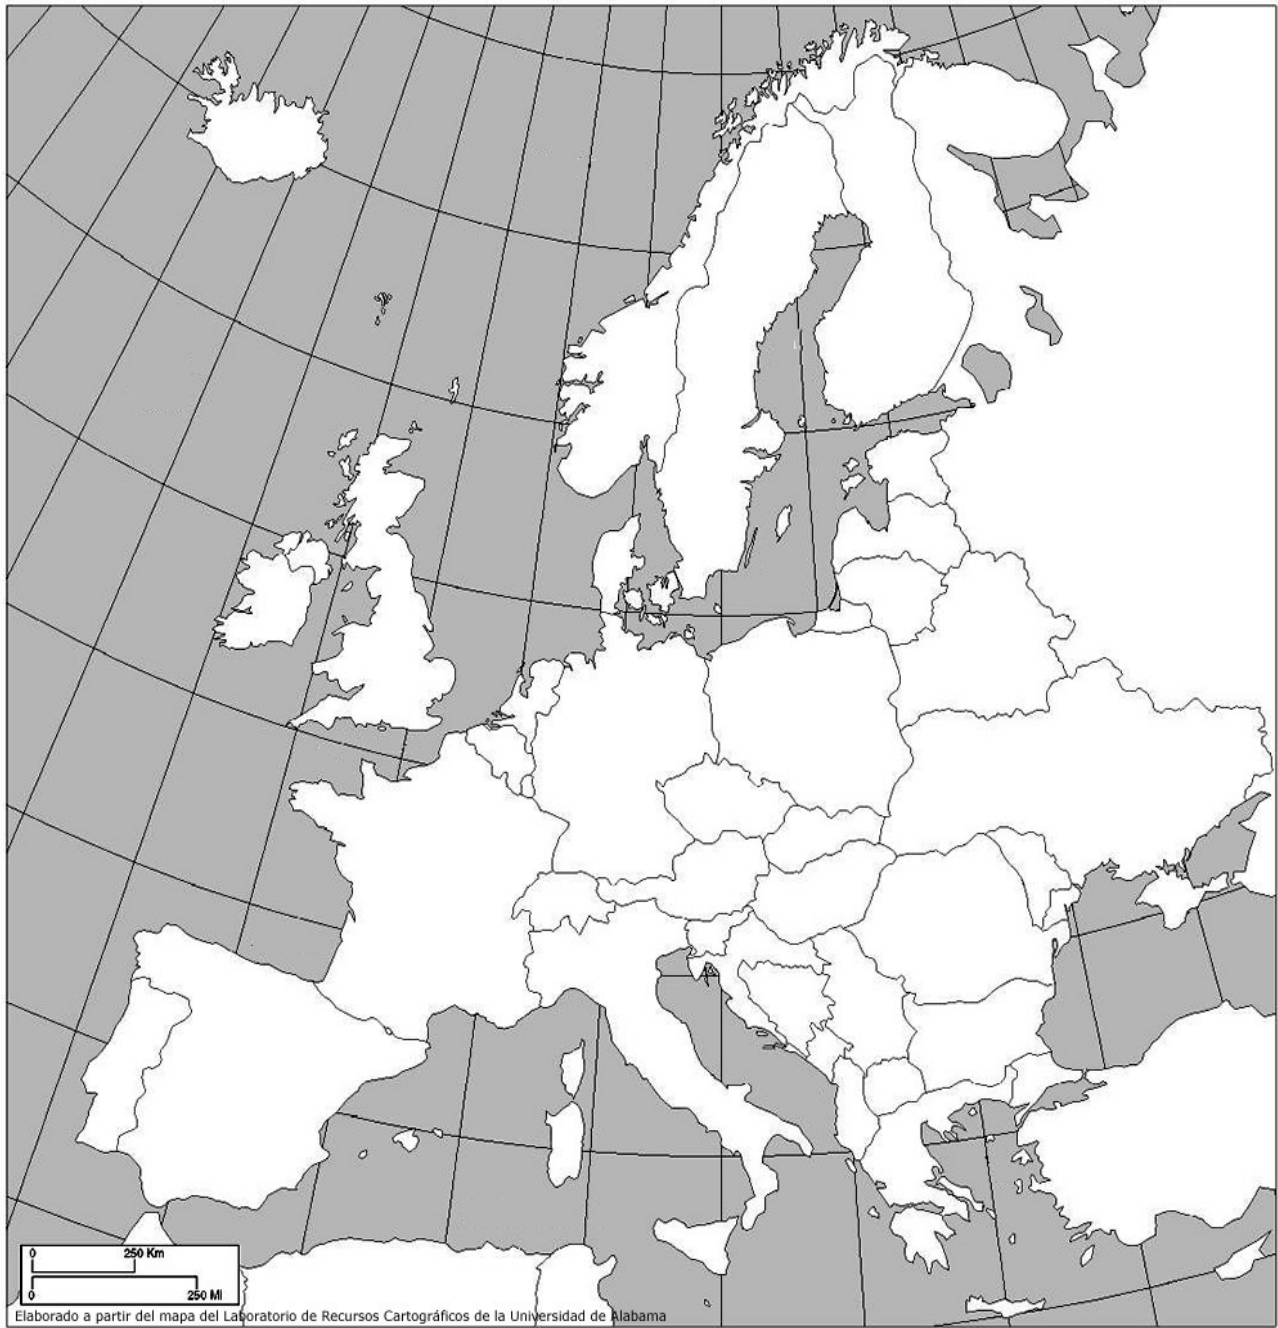 0 250 Km
0 250 MI
Elaborado a partir del mapa del Laboratorio de Recursos Cartográficos de la Universidad de Alabama